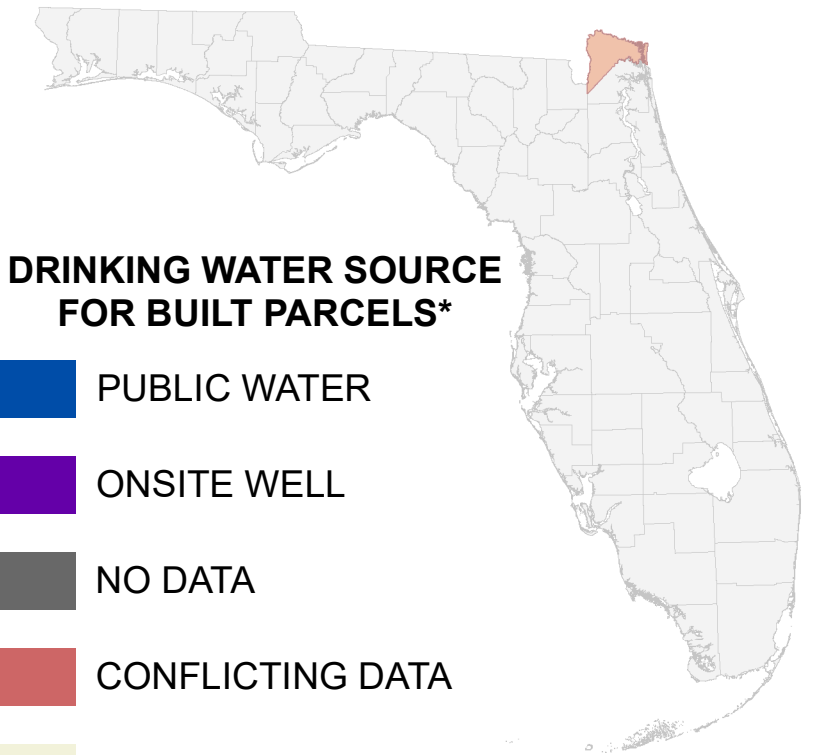 DRINKING WATER SOURCE
FOR BUILT PARCELS*
PUBLIC WATER
ONSITE WELL
NO DATA
CONFLICTING DATA